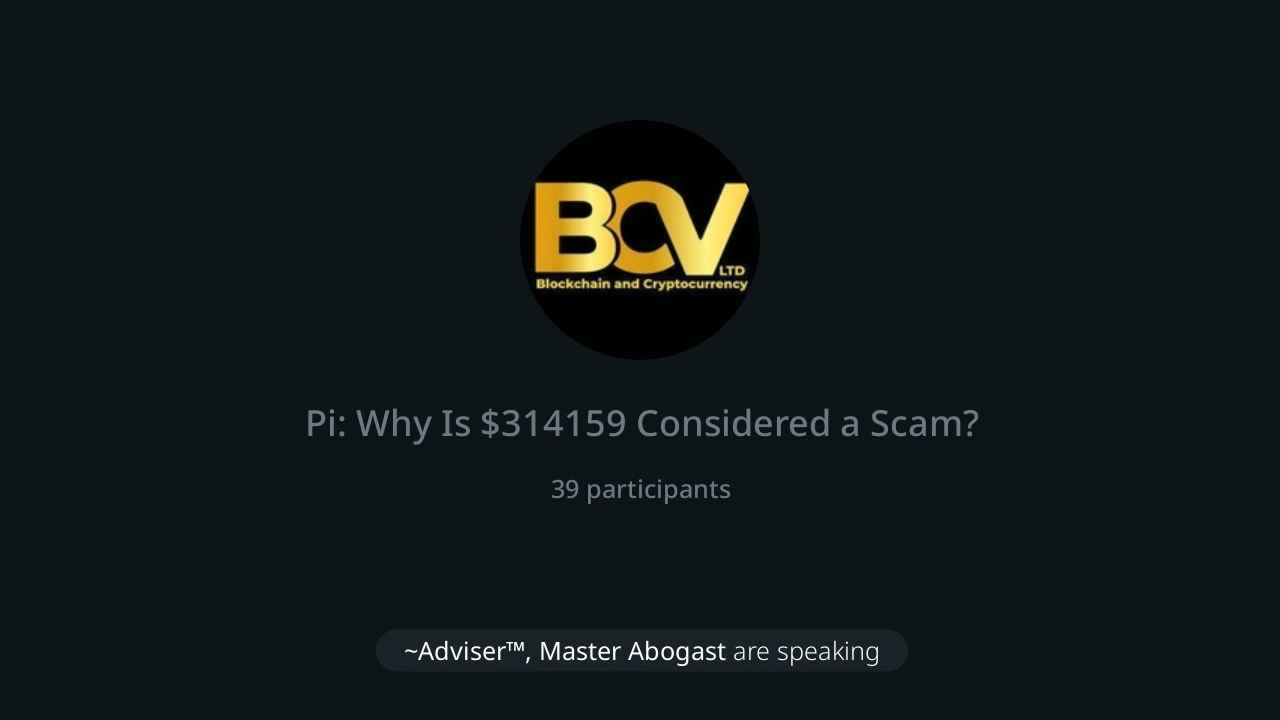 BCV
LTD
Blockchain and Cryptocurrency
Pi: Why Is $314159 Considered a Scam?
39 participants
~Adviser™, Master Abogast are speaking